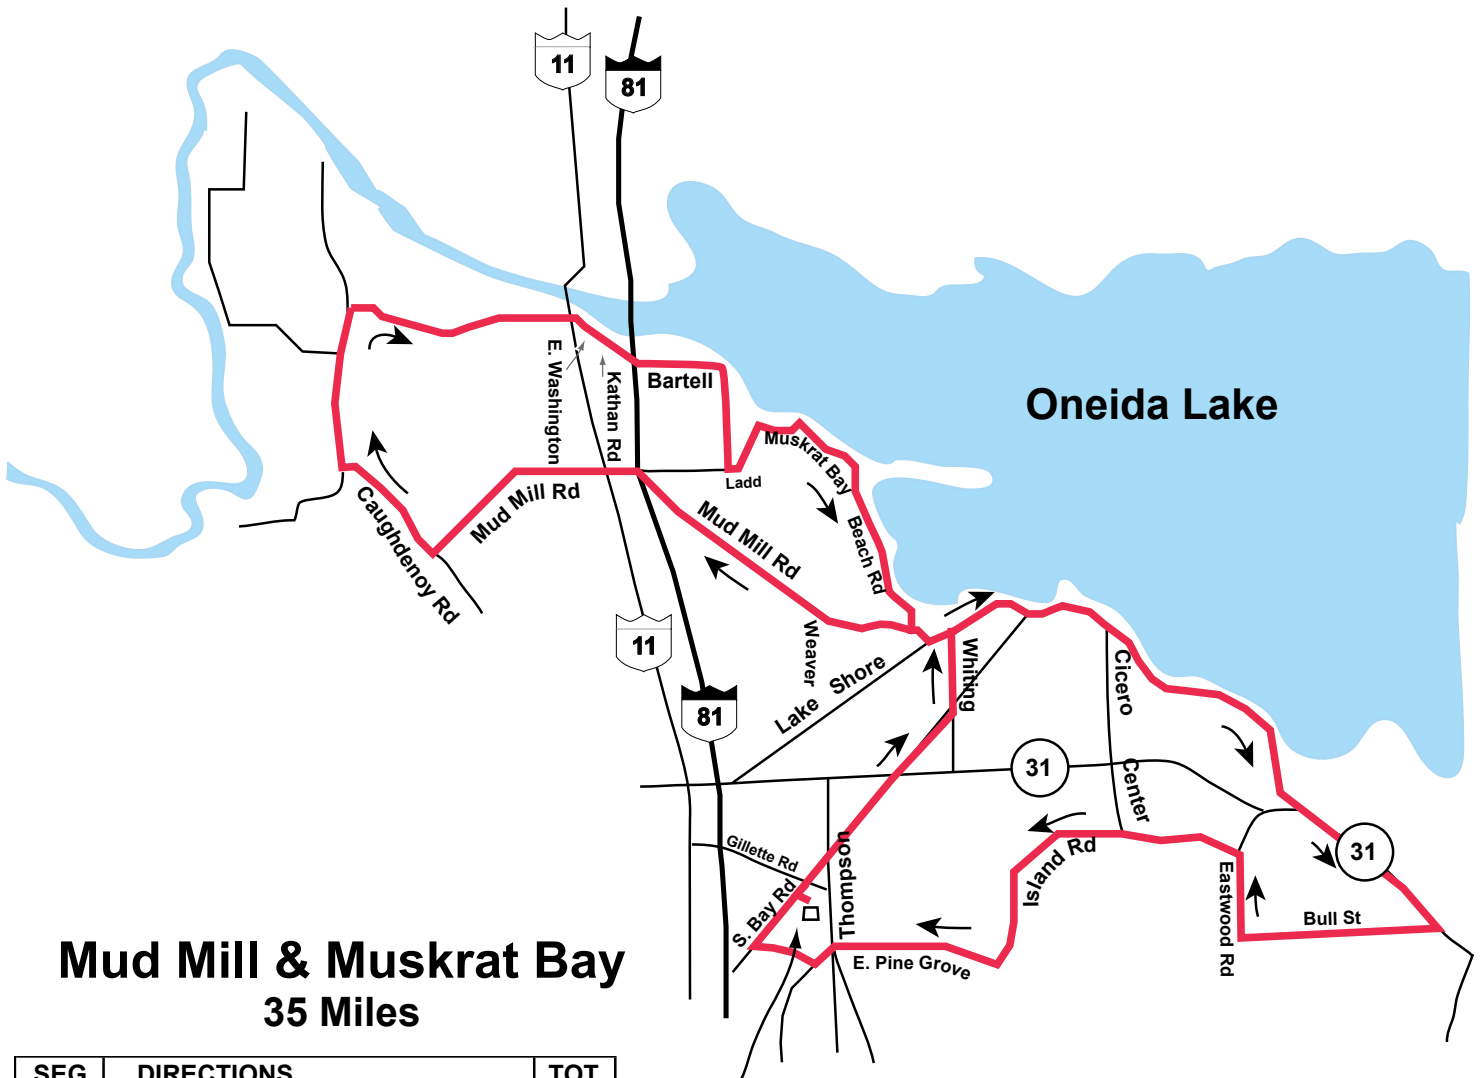 11
81
E. Washington
Kathan Rd
Bartell
Oneida Lake
Muskrat Bay
Ladd
Caughdenoy Rd
Mud Mill Rd
Mud Mill Rd
Beach Rd
11
Weaver
Lake Shore
Whiting
Cicero
Center
81
31
Gillette Rd
Thompson
Island Rd
31
S. Bay Rd
Eastwood Rd
Bull St
E. Pine Grove
Mud Mill & Muskrat Bay
35 Miles
SEG DIRECTIONS TOT